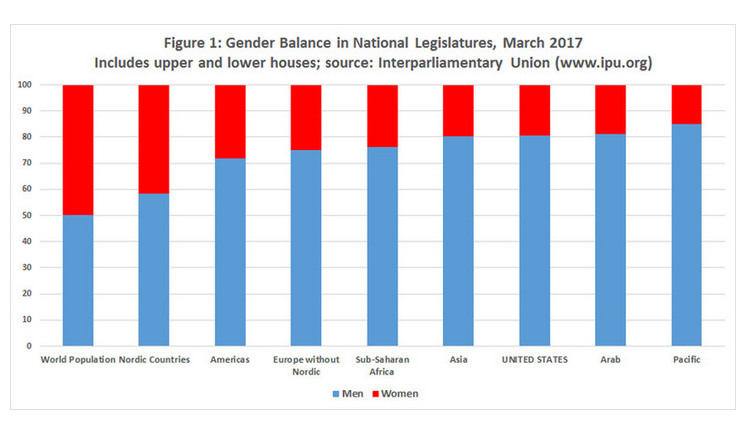 Figure 1: Gender Balance in National Legislatures, March 2017
Includes upper and lower houses; source: Interparliamentary Union (www.ipu.org)
100
90
80
70
60
50
40
30
20
10
0
World Population Nordic Countries Americas Europe without Sub-Saharan Asia UNITED STATES Arab Pacific
Nordic Africa
Men Women